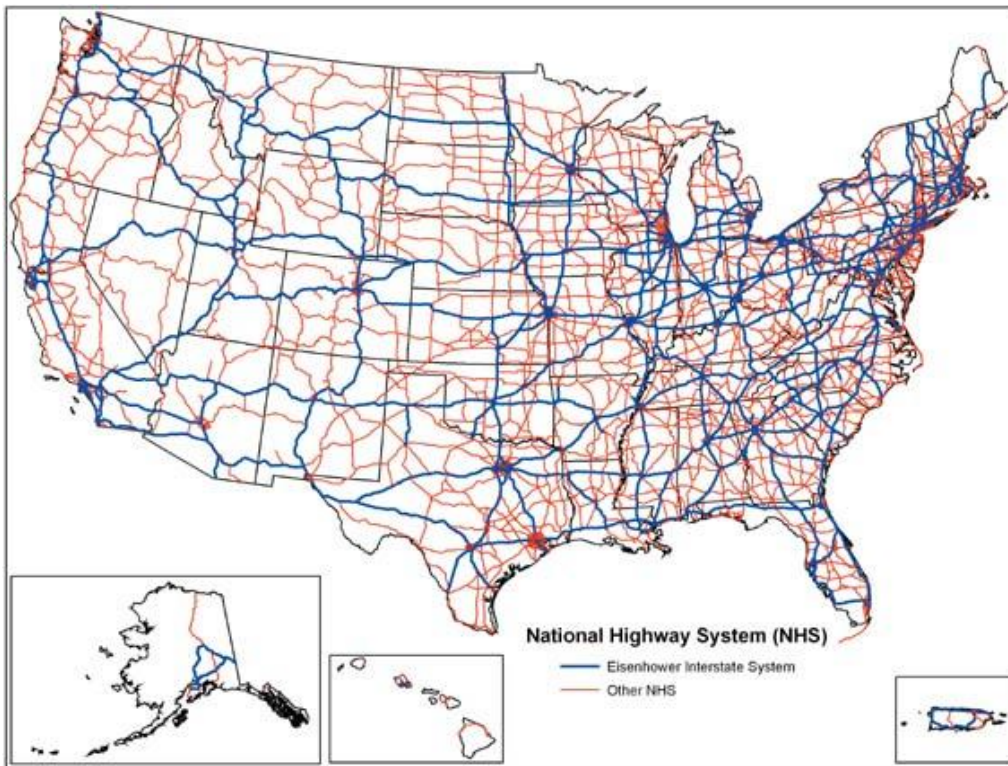 National Highway System (NHS)
Eisenhower Interstate System
Other NHS